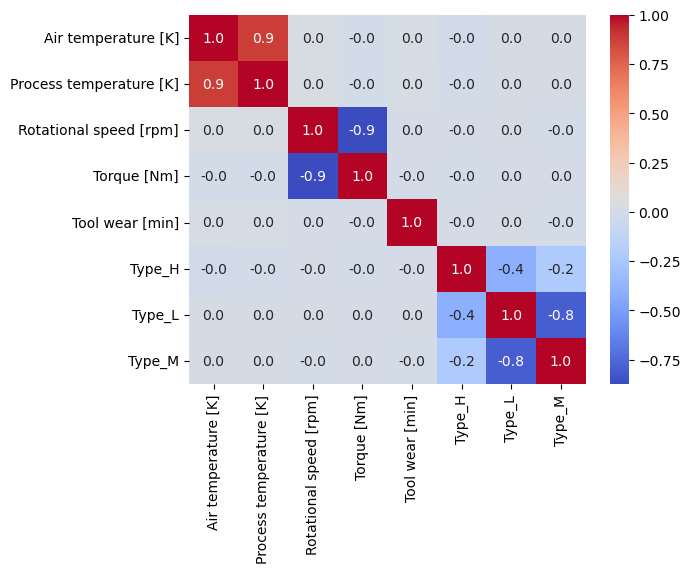 Air temperature [K] 1.0 0.9 0.0 -0.0 0.0 -0.0 0.0 0.0
Process temperature [K] 0.9 1.0 0.0 -0.0 0.0 -0.0 0.0 0.0
Rotational speed [rpm] 0.0 0.0 1.0 -0.9 0.0 -0.0 0.0 -0.0
Torque [Nm] -0.0 -0.0 -0.9 1.0 -0.0 -0.0 0.0 0.0
Tool wear [min] 0.0 0.0 0.0 -0.0 1.0 -0.0 0.0 -0.0
Type_H -0.0 -0.0 -0.0 -0.0 -0.0 1.0 -0.4 -0.2
Type_L 0.0 0.0 0.0 0.0 0.0 -0.4 1.0 -0.8
Type_M 0.0 0.0 -0.0 0.0 -0.0 -0.2 -0.8 1.0
Air temperature [K]
Process temperature [K]
Rotational speed [rpm]
Torque [Nm]
Tool wear [min]
Type_H
Type_L
Type_M
1.00
0.75
0.50
0.25
0.00
−0.25
−0.50
−0.75